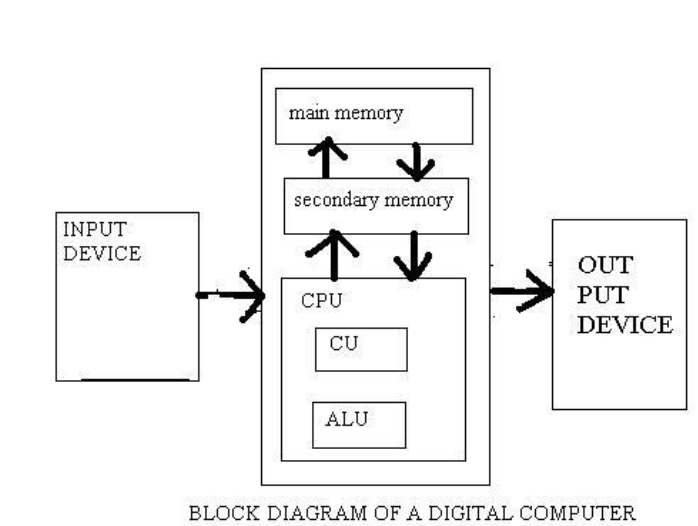 main memory
secondary memory
INPUT
DEVICE
CPU
CU
ALU
OUT
PUT
DEVICE
BLOCK DIAGRAM OF A DIGITAL COMPUTER